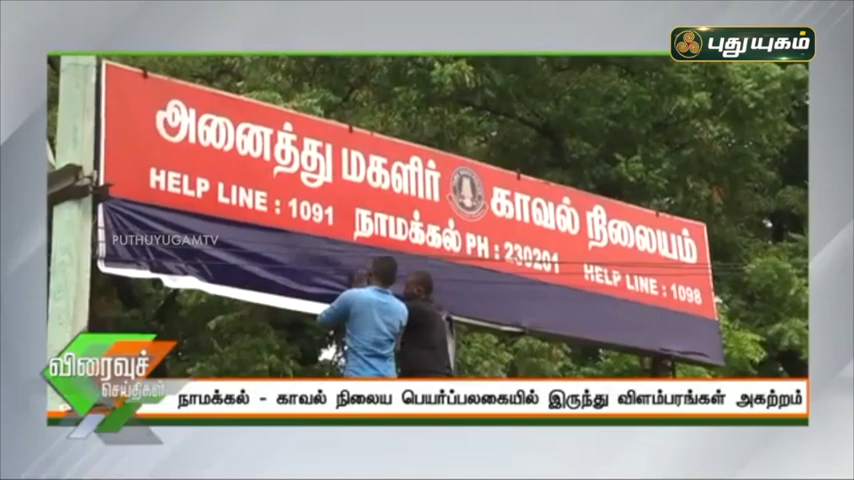 புதுயுகம்
அனைத்து மகளிர் காவல் நிலையம்
HELP LINE : 1091 நாமக்கல் PH : 230201 HELP LINE : 1098
PUTHUYUGAMTV
விரைவுச்
செய்திகள்
நாமக்கல் - காவல் நிலைய பெயர்ப்பலகையில் இருந்து விளம்பரங்கள் அகற்றம்